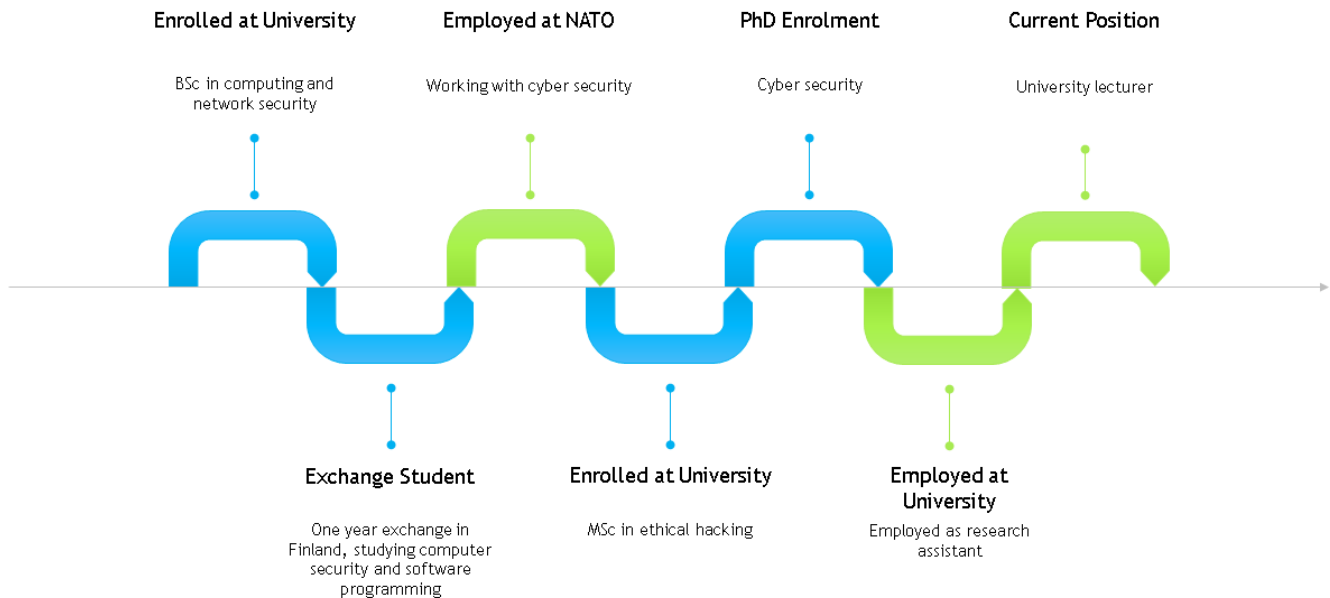 Enrolled at University
BSc in computing and
network security
Employed at NATO
Working with cyber security
PhD Enrolment
Cyber security
Current Position
University lecturer
Exchange Student
One year exchange in
Finland, studying computer
security and software
programming
Enrolled at University
MSc in ethical hacking
Employed at
University
Employed as research
assistant